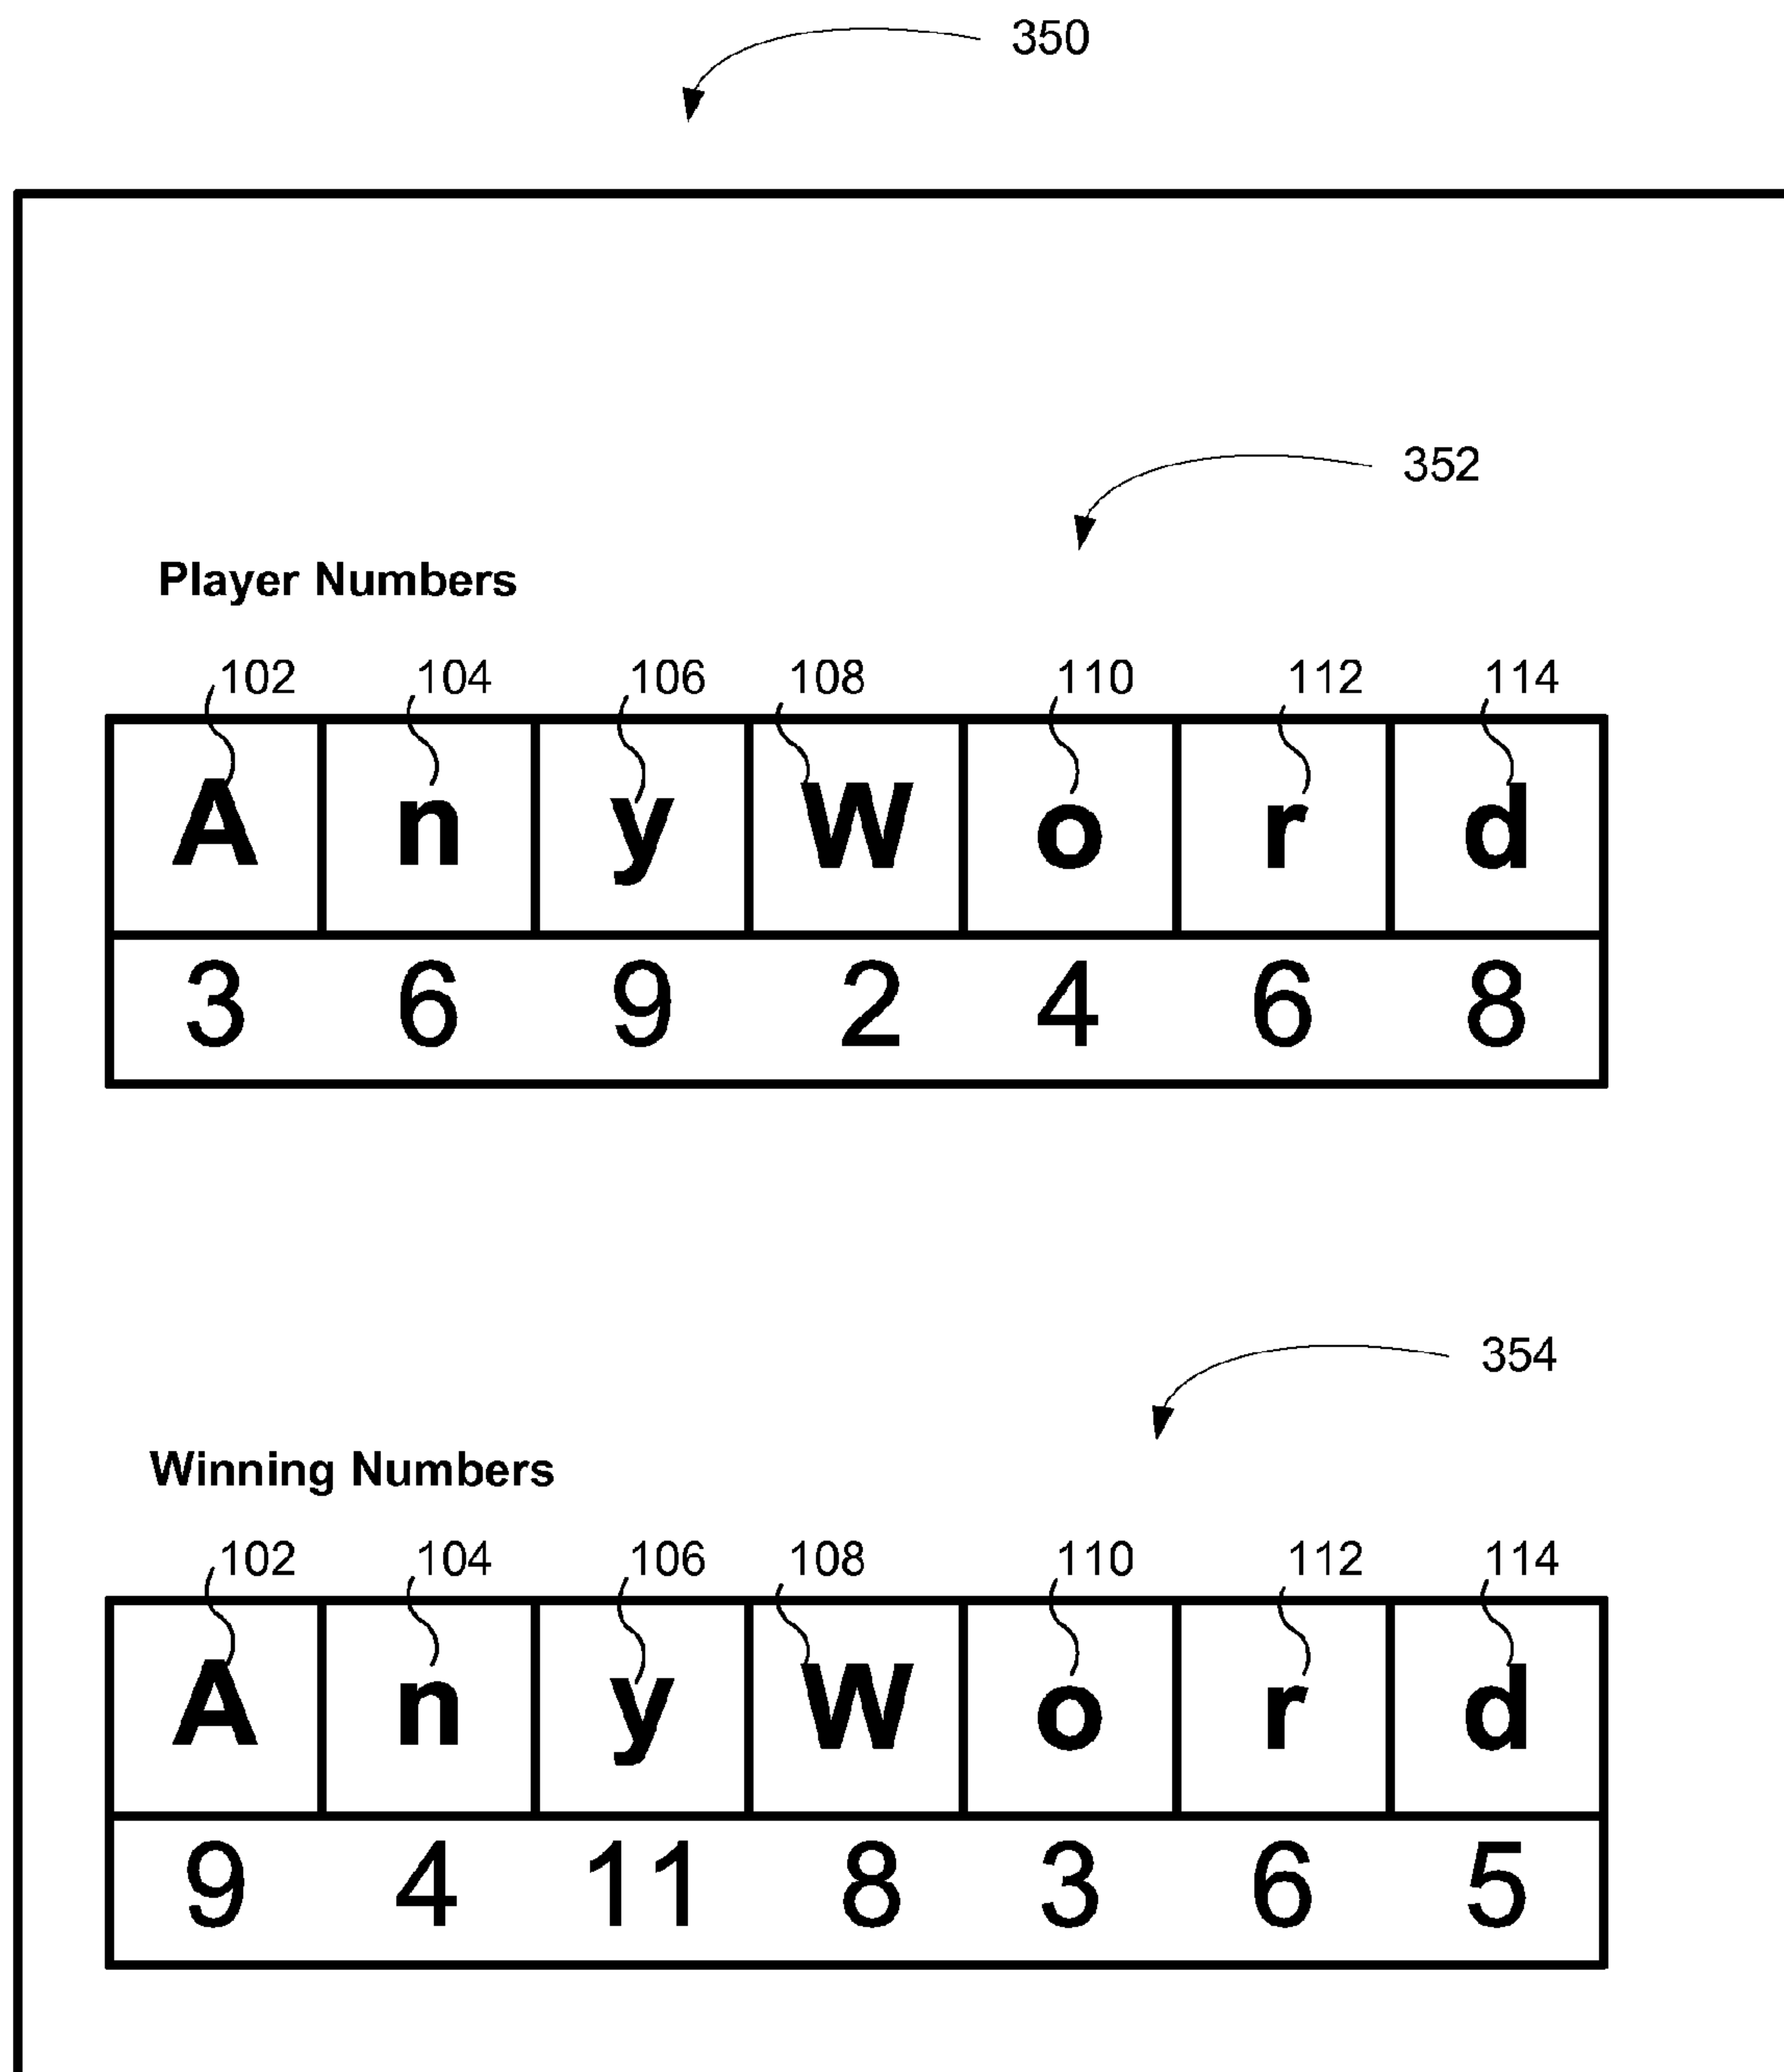 350
352
Player Numbers
102 104 106 108 110 112 114
A n y W o r d
3 6 9 2 4 6 8
354
Winning Numbers
102 104 106 108 110 112 114
A n y W o r d
9 4 11 8 3 6 5